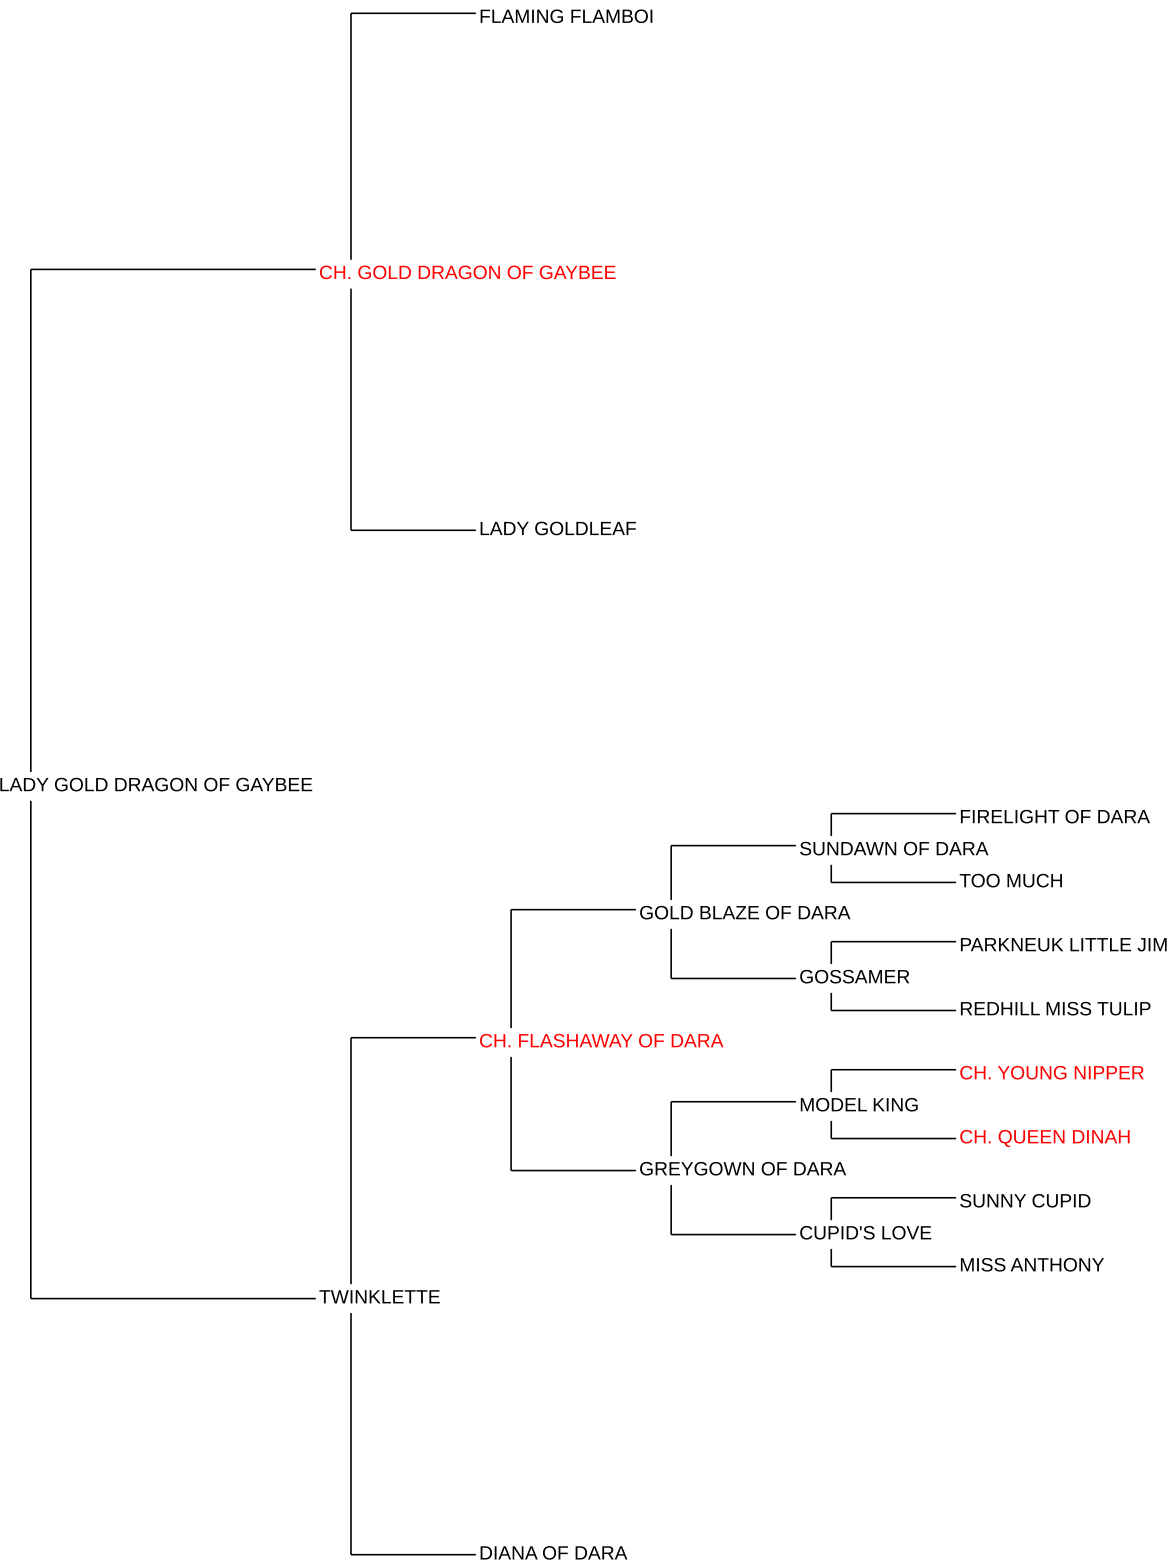 FLAMING FLAMBOI
CH. GOLD DRAGON OF GAYBEE
LADY GOLDLEAF
LADY GOLD DRAGON OF GAYBEE
FIRELIGHT OF DARA
SUNDAWN OF DARA
TOO MUCH
GOLD BLAZE OF DARA
PARKNEUK LITTLE JIM
GOSSAMER
REDHILL MISS TULIP
CH. FLASHAWAY OF DARA
CH. YOUNG NIPPER
MODEL KING
CH. QUEEN DINAH
GREYGOWN OF DARA
SUNNY CUPID
CUPID'S LOVE
MISS ANTHONY
TWINKLETTE
DIANA OF DARA